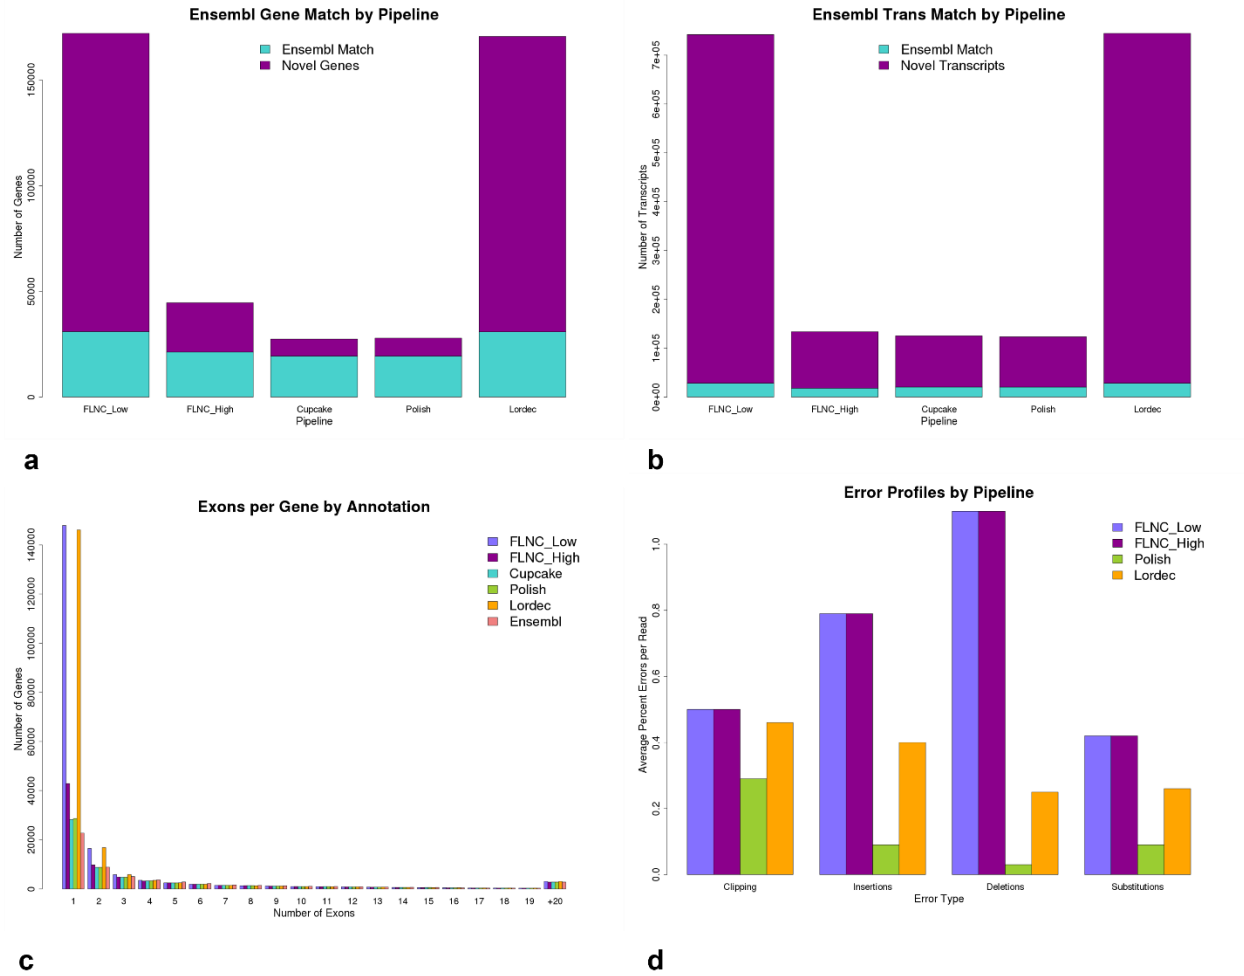 Ensembl Gene Match by Pipeline
Ensembl Match
Novel Genes
Number of Genes
0
50000
100000
150000
FLNC_Low
FLNC_High
Cupcake
Polish
Lordec
Pipeline
a
Ensembl Trans Match by Pipeline
Ensembl Match
Novel Transcripts
Number of Transcripts
0e+00
1e+05
2e+05
3e+05
4e+05
5e+05
6e+05
7e+05
FLNC_Low
FLNC_High
Cupcake
Polish
Lordec
Pipeline
b
Exons per Gene by Annotation
FLNC_Low
FLNC_High
Cupcake
Polish
Lordec
Ensembl
Number of Genes
0
20000
40000
60000
80000
100000
120000
140000
1 2 3 4 5 6 7 8 9 10 11 12 13 14 15 16 17 18 19 +20
Number of Exons
c
Error Profiles by Pipeline
FLNC_Low
FLNC_High
Polish
Lordec
Average Percent Errors per Read
0.0
0.2
0.4
0.6
0.8
1.0
Clipping
Insertions
Deletions
Substitutions
Error Type
d